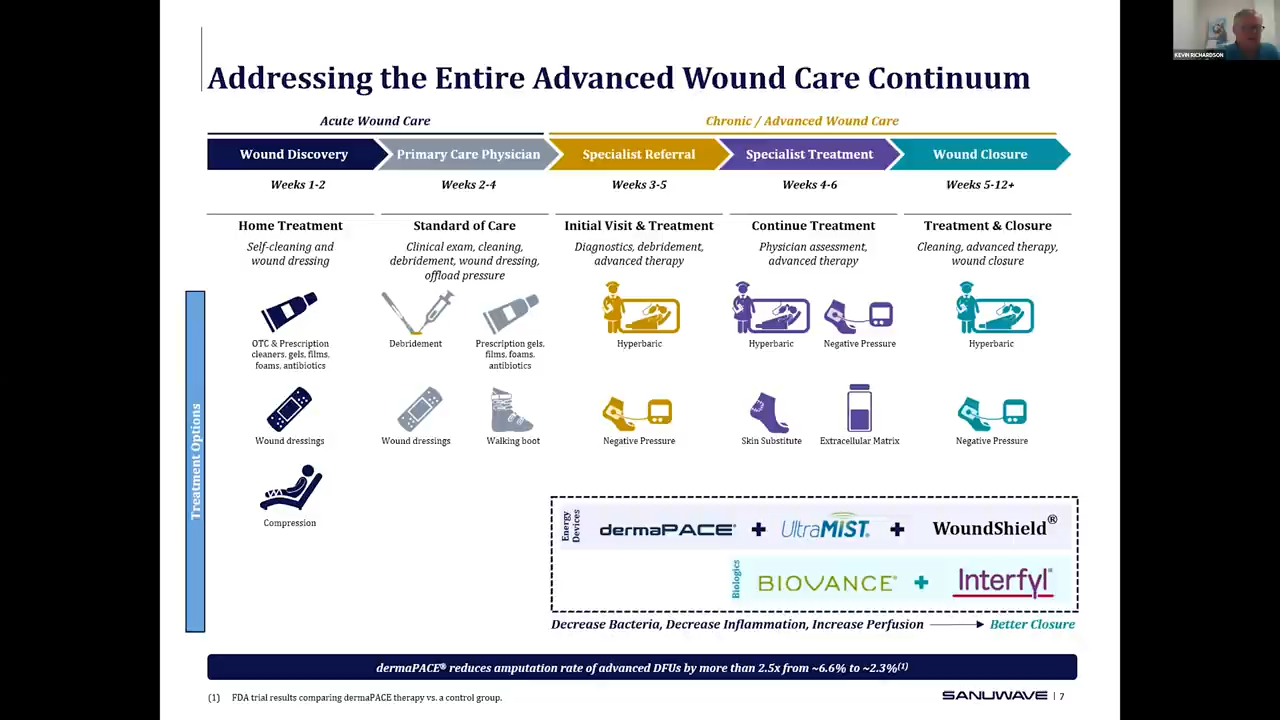 KEVIN RICHARDSON
Addressing the Entire Advanced Wound Care Continuum
Acute Wound Care
Chronic / Advanced Wound Care
Wound Discovery
Primary Care Physician
Specialist Referral
Specialist Treatment
Wound Closure
Weeks 1-2
Weeks 2-4
Weeks 3-5
Weeks 4-6
Weeks 5-12+
Home Treatment
Self-cleaning and
wound dressing
Standard of Care
Clinical exam, cleaning,
debridement, wound dressing,
offload pressure
Initial Visit & Treatment
Diagnostics, debridement,
advanced therapy
Continue Treatment
Physician assessment,
advanced therapy
Treatment & Closure
Cleaning, advanced therapy,
wound closure
Treatment Options
OTC & Prescription
cleaners, gels, films,
foams, antibiotics
Debridement
Prescription gels,
films, foams,
antibiotics
Hyperbaric
Hyperbaric
Negative Pressure
Hyperbaric
Wound dressings
Wound dressings
Walking boot
Negative Pressure
Skin Substitute
Extracellular Matrix
Negative Pressure
Compression
Energy
Devices
dermaPACE® + UltraMIST® + WoundShield®
Biologics
BIOVANCE® + Interfyl®
Decrease Bacteria, Decrease Inflammation, Increase Perfusion
Better Closure
dermaPACE® reduces amputation rate of advanced DFUs by more than 2.5x from ~6.6% to ~2.3%(1)
(1) FDA trial results comparing dermaPACE therapy vs. a control group.
SANUWAVE | 7